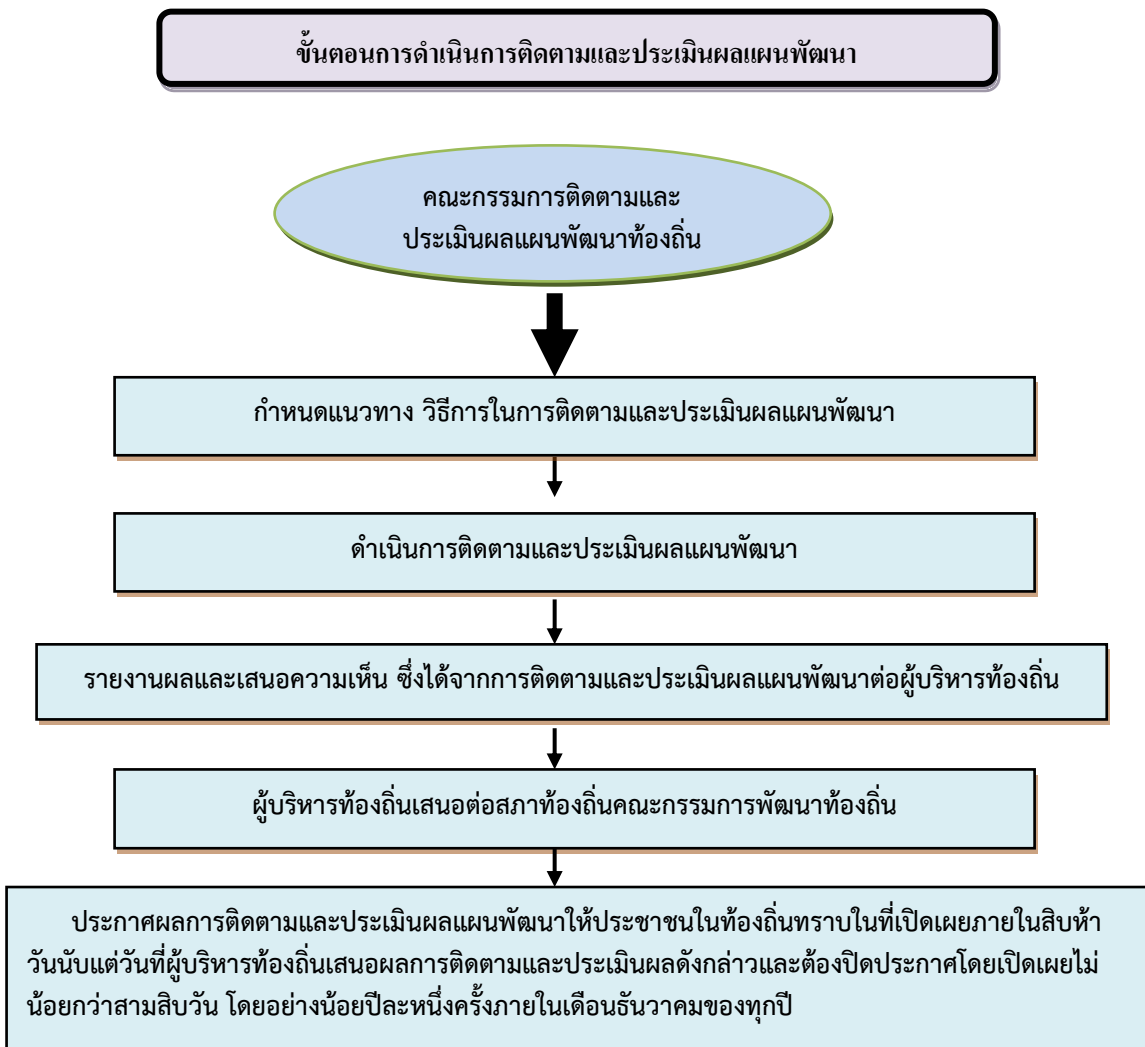 ขั้นตอนการดำเนินการติดตามและประเมินผลแผนพัฒนา
คณะกรรมการติดตามและ
ประเมินผลแผนพัฒนาท้องถิ่น
กำหนดแนวทาง วิธีการในการติดตามและประเมินผลแผนพัฒนา
ดำเนินการติดตามและประเมินผลแผนพัฒนา
รายงานผลและเสนอความเห็น ซึ่งได้จากการติดตามและประเมินผลแผนพัฒนาต่อผู้บริหารท้องถิ่น
ผู้บริหารท้องถิ่นเสนอต่อสภาท้องถิ่นคณะกรรมการพัฒนาท้องถิ่น
ประกาศผลการติดตามและประเมินผลแผนพัฒนาให้ประชาชนในท้องถิ่นทราบในที่เปิดเผยภายในสิบห้า
วันนับแต่วันที่ผู้บริหารท้องถิ่นเสนอผลการติดตามและประเมินผลดังกล่าวและต้องปิดประกาศโดยเปิดเผยไม่
น้อยกว่าสามสิบวัน โดยอย่างน้อยปีละหนึ่งครั้งภายในเดือนธันวาคมของทุกปี